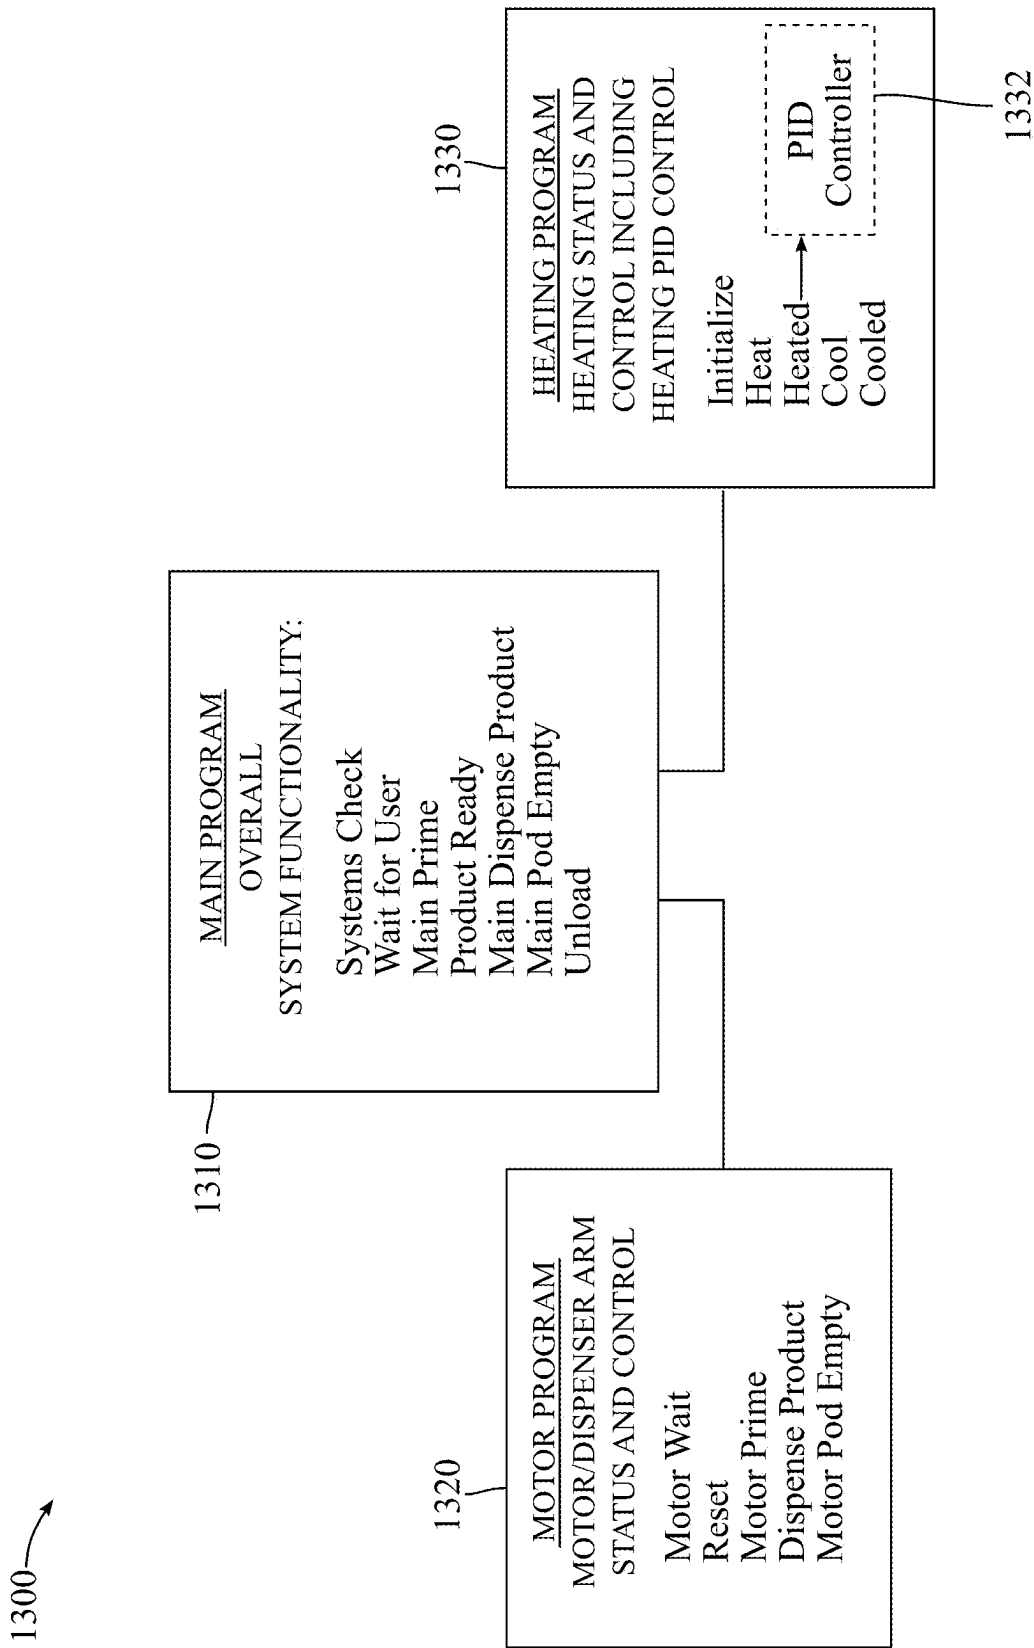 1300
1310
MAIN PROGRAM
OVERALL
SYSTEM FUNCTIONALITY:
Systems Check
Wait for User
Main Prime
Product Ready
Main Dispense Product
Main Pod Empty
Unload
1320
MOTOR PROGRAM
MOTOR/DISPENSER ARM
STATUS AND CONTROL
Motor Wait
Reset
Motor Prime
Dispense Product
Motor Pod Empty
1330
HEATING PROGRAM
HEATING STATUS AND
CONTROL INCLUDING
HEATING PID CONTROL
Initialize
Heat
Heated
Cool
Cooled
PID
Controller
1332